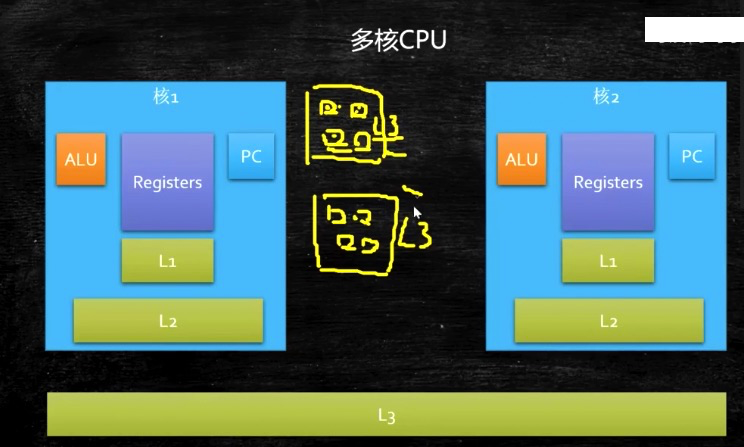 多核CPU
核1
ALU
Registers
PC
L1
L2
L3
L3
核2
ALU
Registers
PC
L1
L2
L3